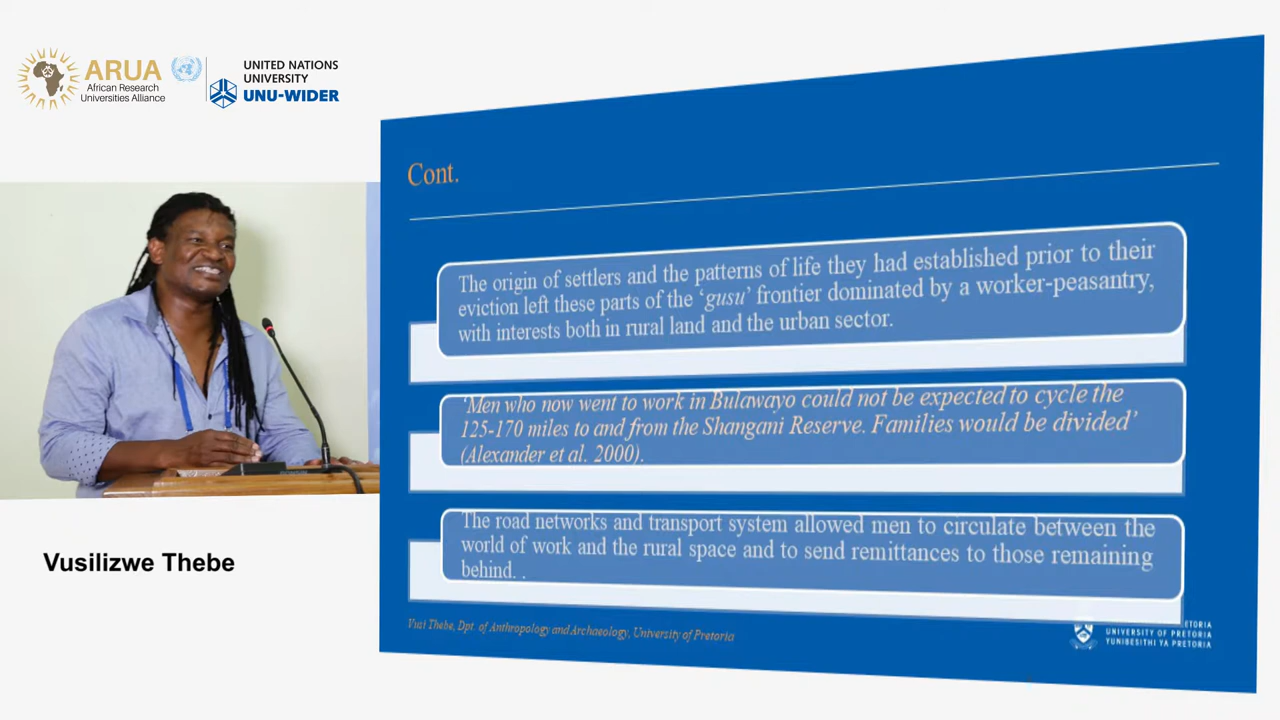 ARUA
African Research
Universities Alliance
UNITED NATIONS
UNIVERSITY
UNU-WIDER
Cont.
The origin of settlers and the patterns of life they had established prior to their
eviction left these parts of the ‘gusu’ frontier dominated by a worker-peasantry,
with interests both in rural land and the urban sector.
‘Men who now went to work in Bulawayo could not be expected to cycle the
125-170 miles to and from the Shangani Reserve. Families would be divided’
(Alexander et al. 2000).
The road networks and transport system allowed men to circulate between the
world of work and the rural space and to send remittances to those remaining
behind. .
Vusilizwe Thebe
Vusi Thebe, Dpt of Anthropology and Archaeology, University of Pretoria
UNIVERSITY OF PRETORIA
YUNIBESITHI YA PRETORIA